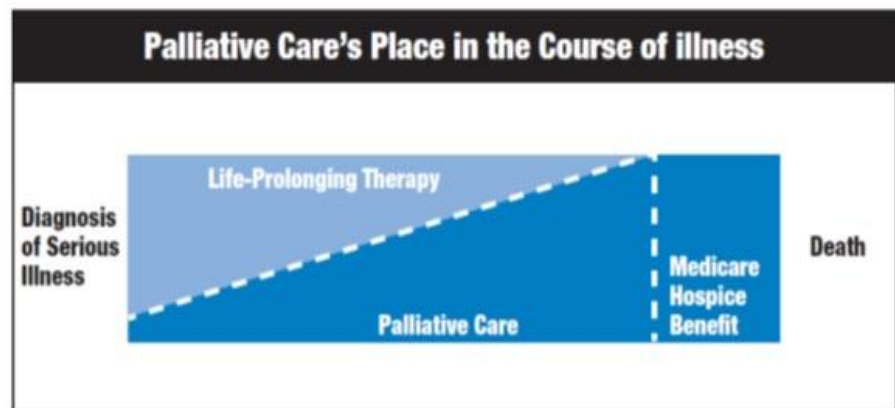 Palliative Care's Place in the Course of illness
Life-Prolonging Therapy
Diagnosis
of Serious
Illness
Death
Medicare
Hospice
Benefit
Palliative Care